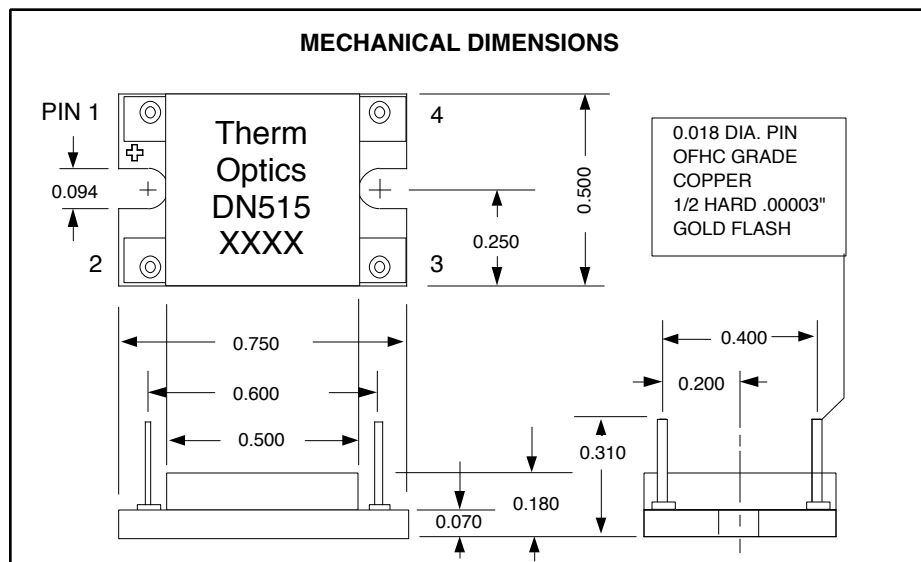 MECHANICAL DIMENSIONS
PIN 1
4
Therm
Optics
DN515
XXXX
0.094
2
3
0.250
0.500
0.018 DIA. PIN
OFHC GRADE
COPPER
1/2 HARD .00003"
GOLD FLASH
0.750
0.600
0.500
0.400
0.200
0.310
0.180
0.070